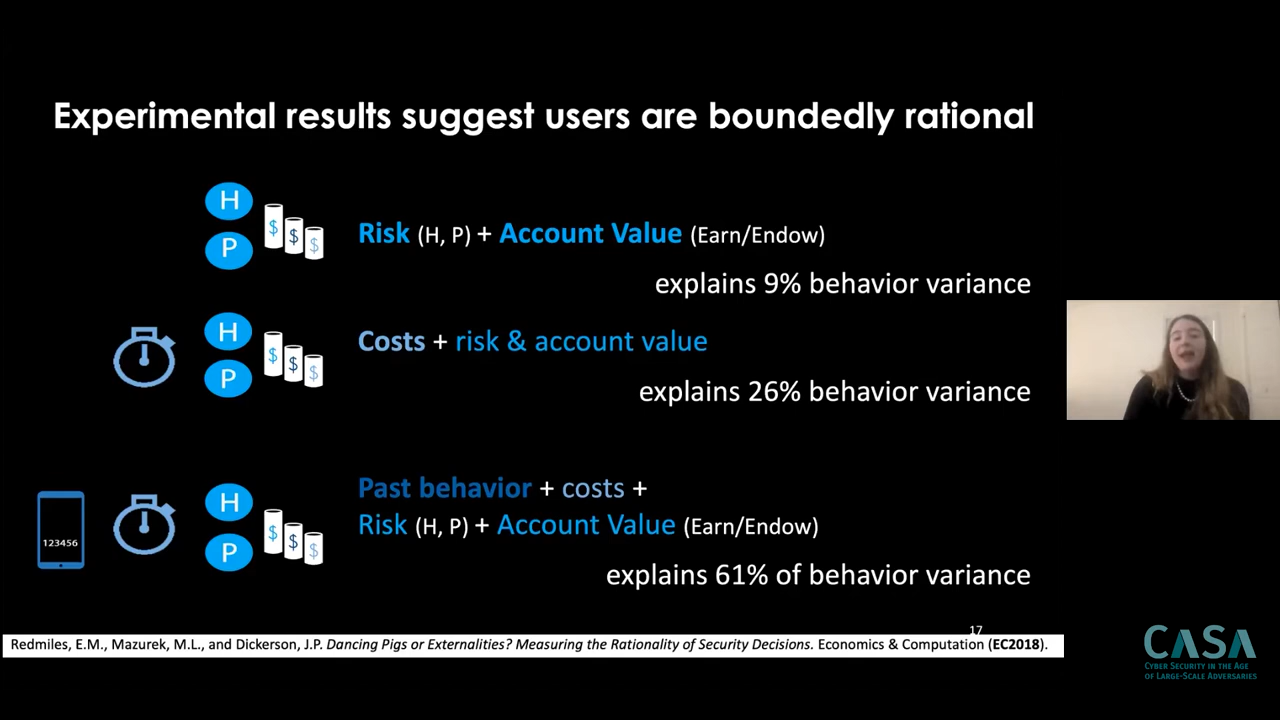 Experimental results suggest users are boundedly rational
H
P
$ $ $
Risk (H, P) + Account Value (Earn/Endow)
explains 9% behavior variance
H
P
$ $ $
Costs + risk & account value
explains 26% behavior variance
123456
H
P
$ $ $
Past behavior + costs +
Risk (H, P) + Account Value (Earn/Endow)
explains 61% of behavior variance
17
Redmiles, E.M., Mazurek, M.L., and Dickerson, J.P. Dancing Pigs or Externalities? Measuring the Rationality of Security Decisions. Economics & Computation (EC2018).
CASA
CYBER SECURITY IN THE AGE
OF LARGE-SCALE ADVERSARIES